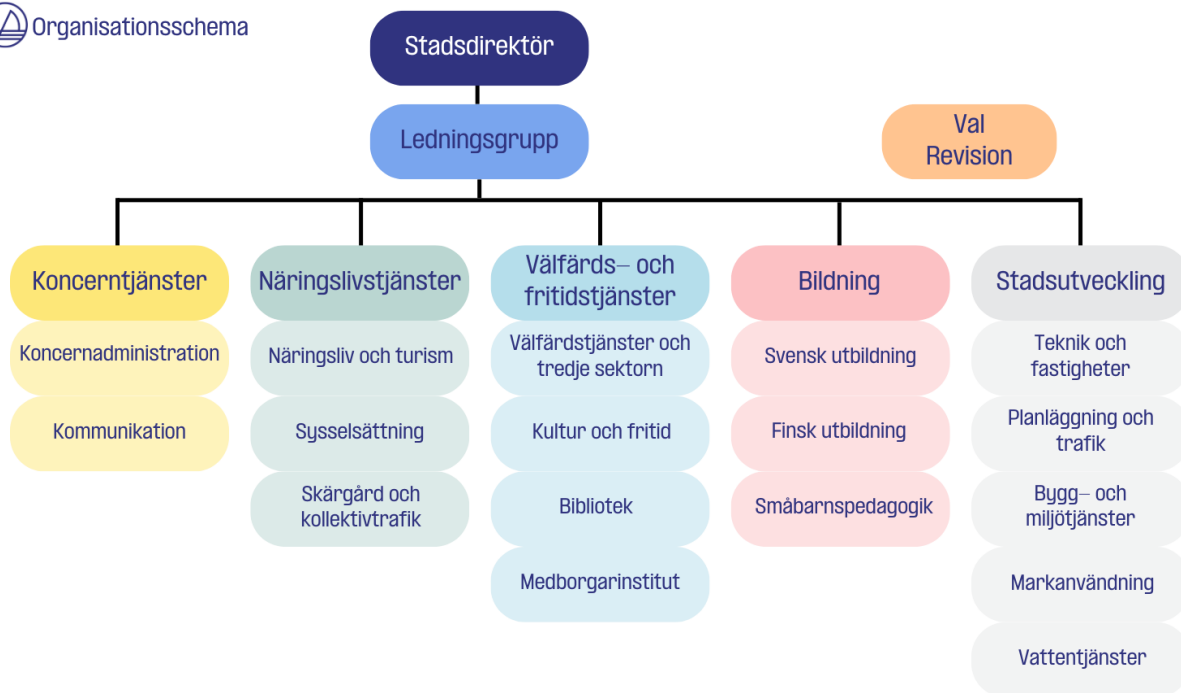 Organisationsschema
Stadsdirektör
Ledningsgrupp
Val
Revision
Koncerntjänster
Koncernadministration
Kommunikation
Näringslivstjänster
Näringsliv och turism
Sysselsättning
Skärgård och
kollektivtrafik
Välfärds– och
fritidstjänster
Välfärdstjänster och
tredje sektorn
Kultur och fritid
Bibliotek
Medborgarinstitut
Bildning
Svensk utbildning
Finsk utbildning
Småbarnspedagogik
Stadsutveckling
Teknik och
fastigheter
Planläggning och
trafik
Bygg– och
miljötjänster
Markanvändning
Vattentjänster